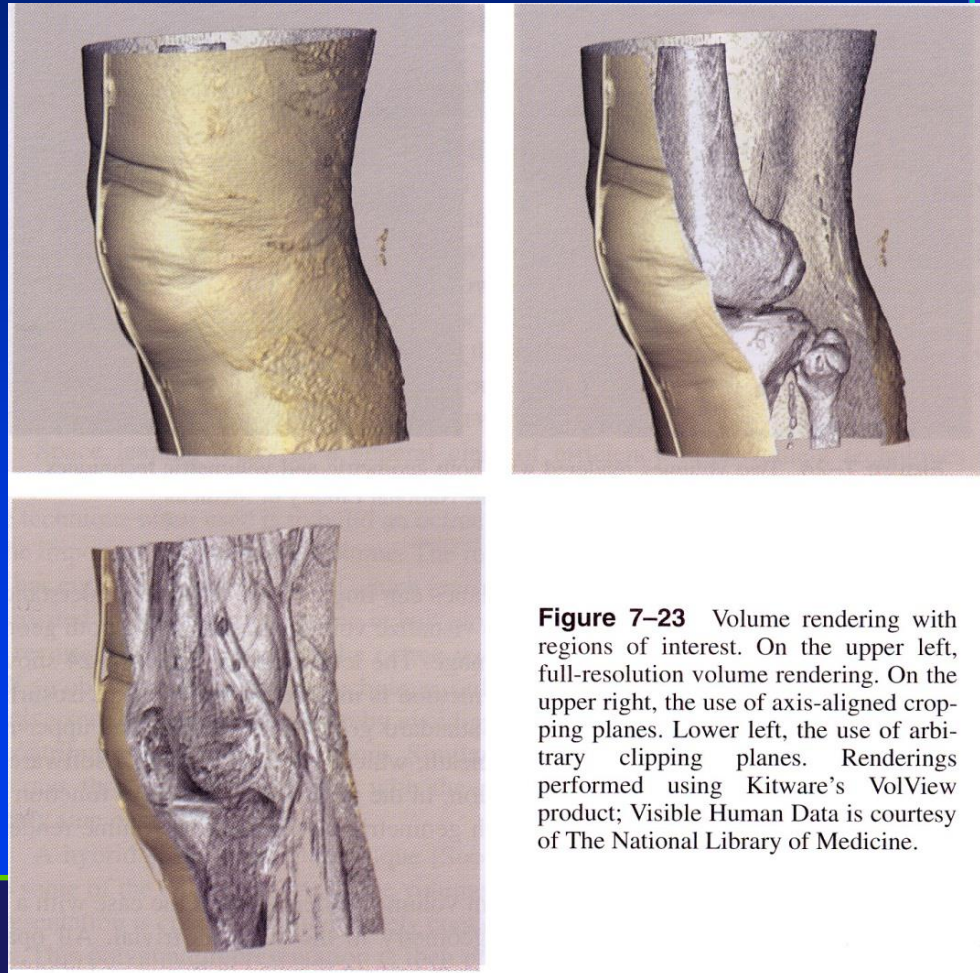 Figure 7–23 Volume rendering with
regions of interest. On the upper left,
full-resolution volume rendering. On the
upper right, the use of axis-aligned crop-
ping planes. Lower left, the use of arbi-
trary clipping planes. Renderings
performed using Kitware's VolView
product; Visible Human Data is courtesy
of The National Library of Medicine.